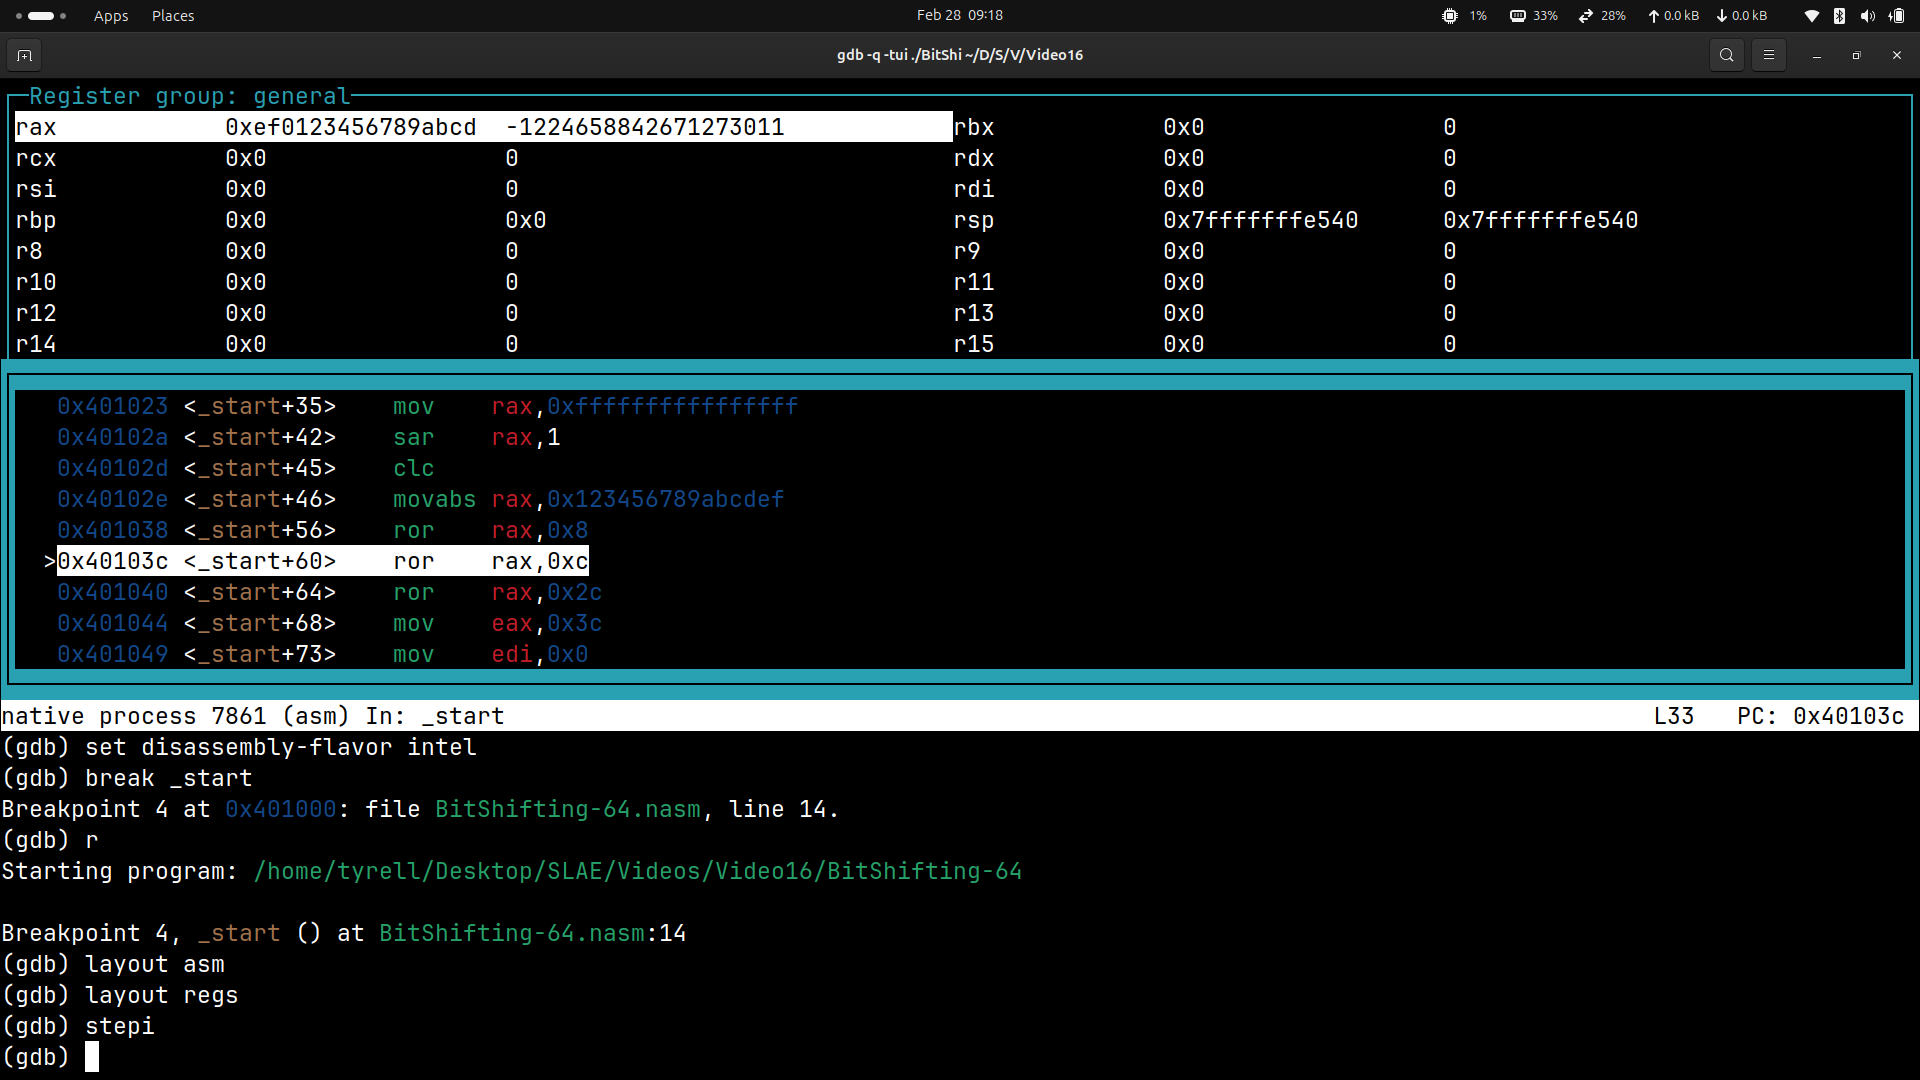 Apps Places Feb 28 09:18 1% 33% 28% 0.0 kB 0.0 kB
gdb -q -tui ./BitShi ~/D/S/V/Video16
Register group: general
rax 0xef0123456789abcd -1224658842671273011 rbx 0x0 0
rcx 0x0 0 rdx 0x0 0
rsi 0x0 0 rdi 0x0 0
rbp 0x0 0x0 rsp 0x7fffffffe540 0x7fffffffe540
r8 0x0 0 r9 0x0 0
r10 0x0 0 r11 0x0 0
r12 0x0 0 r13 0x0 0
r14 0x0 0 r15 0x0 0
0x401023 <_start+35> mov rax,0xffffffffffffffff
0x40102a <_start+42> sar rax,1
0x40102d <_start+45> clc
0x40102e <_start+46> movabs rax,0x123456789abcdef
0x401038 <_start+56> ror rax,0x8
>0x40103c <_start+60> ror rax,0xc
0x401040 <_start+64> ror rax,0x2c
0x401044 <_start+68> mov eax,0x3c
0x401049 <_start+73> mov edi,0x0
native process 7861 (asm) In: _start L33 PC: 0x40103c
(gdb) set disassembly-flavor intel
(gdb) break _start
Breakpoint 4 at 0x401000: file BitShifting-64.nasm, line 14.
(gdb) r
Starting program: /home/tyrell/Desktop/SLAE/Videos/Video16/BitShifting-64
Breakpoint 4, _start () at BitShifting-64.nasm:14
(gdb) layout asm
(gdb) layout regs
(gdb) stepi
(gdb)